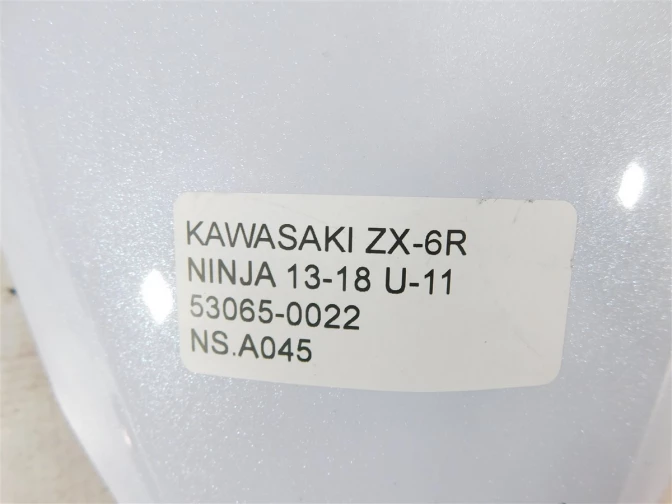 KAWASAKI ZX-6R
NINJA 13-18 U-11
53065-0022
NS.A045